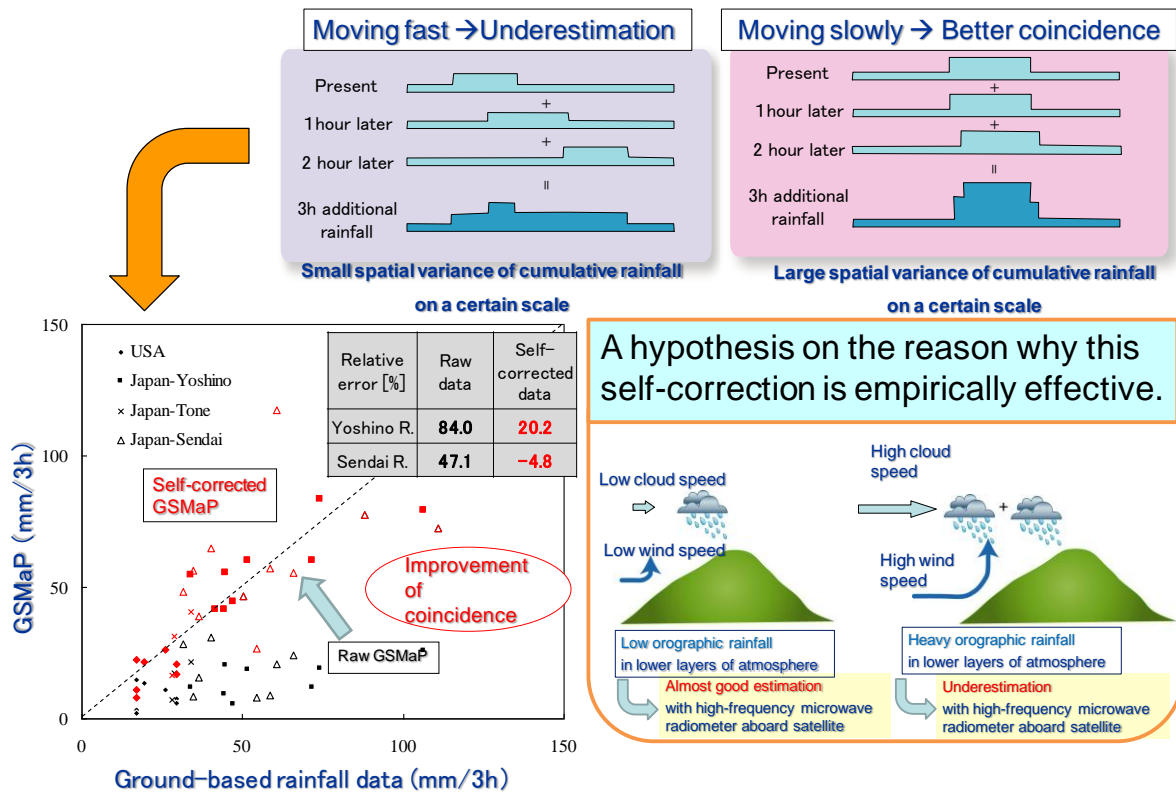 Moving fast → Underestimation
Present
+
1 hour later
+
2 hour later
=
3h additional
rainfall
Small spatial variance of cumulative rainfall
on a certain scale
Moving slowly → Better coincidence
Present
+
1 hour later
+
2 hour later
=
3h additional
rainfall
Large spatial variance of cumulative rainfall
on a certain scale
GSMaP (mm/3h)
150
100
50
0
USA
Japan-Yoshino
Japan-Tone
Japan-Sendai
Relative error [%] Raw data Self-corrected data
Yoshino R. 84.0 20.2
Sendai R. 47.1 -4.8
Self-corrected
GSMaP
Improvement
of
coincidence
Raw GSMaP
0 50 100 150
Ground-based rainfall data (mm/3h)
A hypothesis on the reason why this
self-correction is empirically effective.
Low cloud speed
Low wind speed
Low orographic rainfall
in lower layers of atmosphere
Almost good estimation
with high-frequency microwave
radiometer aboard satellite
High cloud
speed
+
High wind
speed
Heavy orographic rainfall
in lower layers of atmosphere
Underestimation
with high-frequency microwave
radiometer aboard satellite